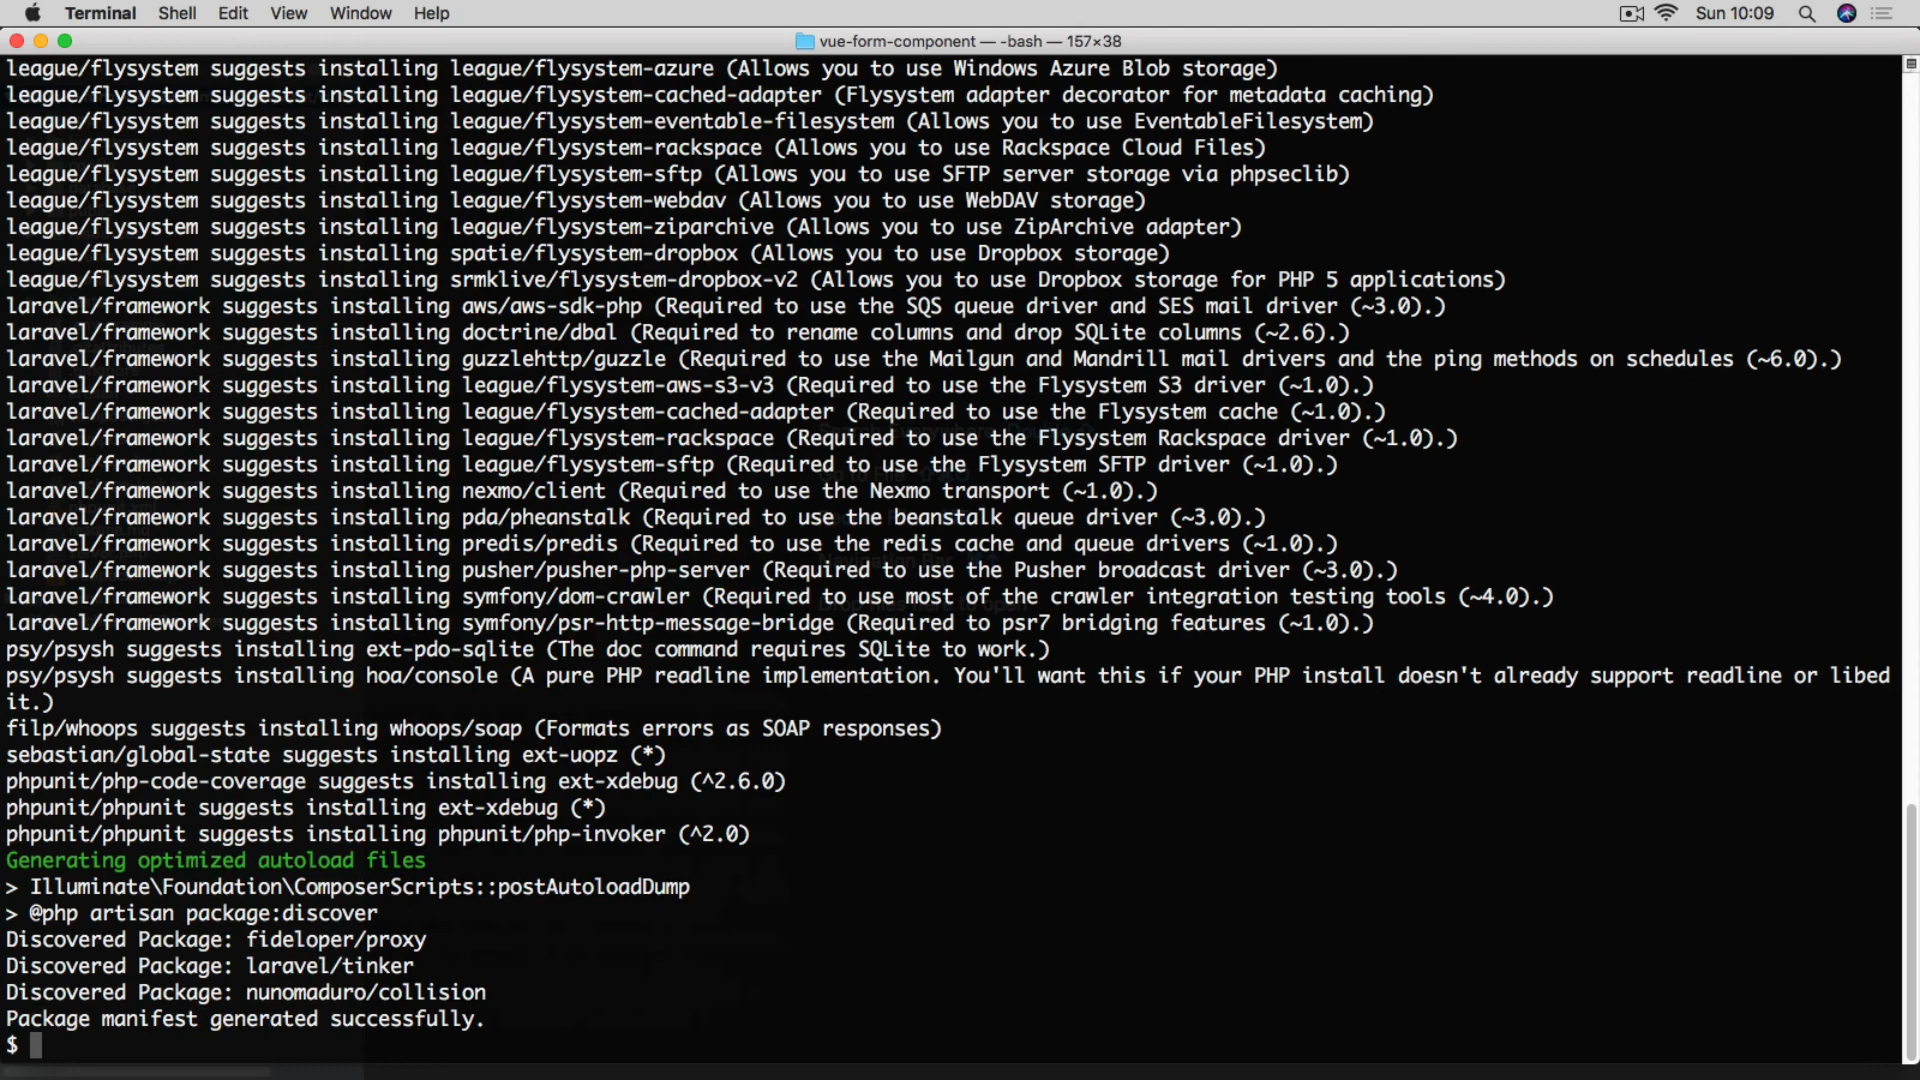 Terminal Shell Edit View Window Help Sun 10:09
vue-form-component — -bash — 157×38
league/flysystem suggests installing league/flysystem-azure (Allows you to use Windows Azure Blob storage)
league/flysystem suggests installing league/flysystem-cached-adapter (Flysystem adapter decorator for metadata caching)
league/flysystem suggests installing league/flysystem-eventable-filesystem (Allows you to use EventableFilesystem)
league/flysystem suggests installing league/flysystem-rackspace (Allows you to use Rackspace Cloud Files)
league/flysystem suggests installing league/flysystem-sftp (Allows you to use SFTP server storage via phpseclib)
league/flysystem suggests installing league/flysystem-webdav (Allows you to use WebDAV storage)
league/flysystem suggests installing league/flysystem-ziparchive (Allows you to use ZipArchive adapter)
league/flysystem suggests installing spatie/flysystem-dropbox (Allows you to use Dropbox storage)
league/flysystem suggests installing srmklive/flysystem-dropbox-v2 (Allows you to use Dropbox storage for PHP 5 applications)
laravel/framework suggests installing aws/aws-sdk-php (Required to use the SQS queue driver and SES mail driver (~3.0).)
laravel/framework suggests installing doctrine/dbal (Required to rename columns and drop SQLite columns (~2.6).)
laravel/framework suggests installing guzzlehttp/guzzle (Required to use the Mailgun and Mandrill mail drivers and the ping methods on schedules (~6.0).)
laravel/framework suggests installing league/flysystem-aws-s3-v3 (Required to use the Flysystem S3 driver (~1.0).)
laravel/framework suggests installing league/flysystem-cached-adapter (Required to use the Flysystem cache (~1.0).)
laravel/framework suggests installing league/flysystem-rackspace (Required to use the Flysystem Rackspace driver (~1.0).)
laravel/framework suggests installing league/flysystem-sftp (Required to use the Flysystem SFTP driver (~1.0).)
laravel/framework suggests installing nexmo/client (Required to use the Nexmo transport (~1.0).)
laravel/framework suggests installing pda/pheanstalk (Required to use the beanstalk queue driver (~3.0).)
laravel/framework suggests installing predis/predis (Required to use the redis cache and queue drivers (~1.0).)
laravel/framework suggests installing pusher/pusher-php-server (Required to use the Pusher broadcast driver (~3.0).)
laravel/framework suggests installing symfony/dom-crawler (Required to use most of the crawler integration testing tools (~4.0).)
laravel/framework suggests installing symfony/psr-http-message-bridge (Required to psr7 bridging features (~1.0).)
psy/psysh suggests installing ext-pdo-sqlite (The doc command requires SQLite to work.)
psy/psysh suggests installing hoa/console (A pure PHP readline implementation. You'll want this if your PHP install doesn't already support readline or libed
it.)
filp/whoops suggests installing whoops/soap (Formats errors as SOAP responses)
sebastian/global-state suggests installing ext-uopz (*)
phpunit/php-code-coverage suggests installing ext-xdebug (^2.6.0)
phpunit/phpunit suggests installing ext-xdebug (*)
phpunit/phpunit suggests installing phpunit/php-invoker (^2.0)
Generating optimized autoload files
> Illuminate\Foundation\ComposerScripts::postAutoloadDump
> @php artisan package:discover
Discovered Package: fideloper/proxy
Discovered Package: laravel/tinker
Discovered Package: nunomaduro/collision
Package manifest generated successfully.
$